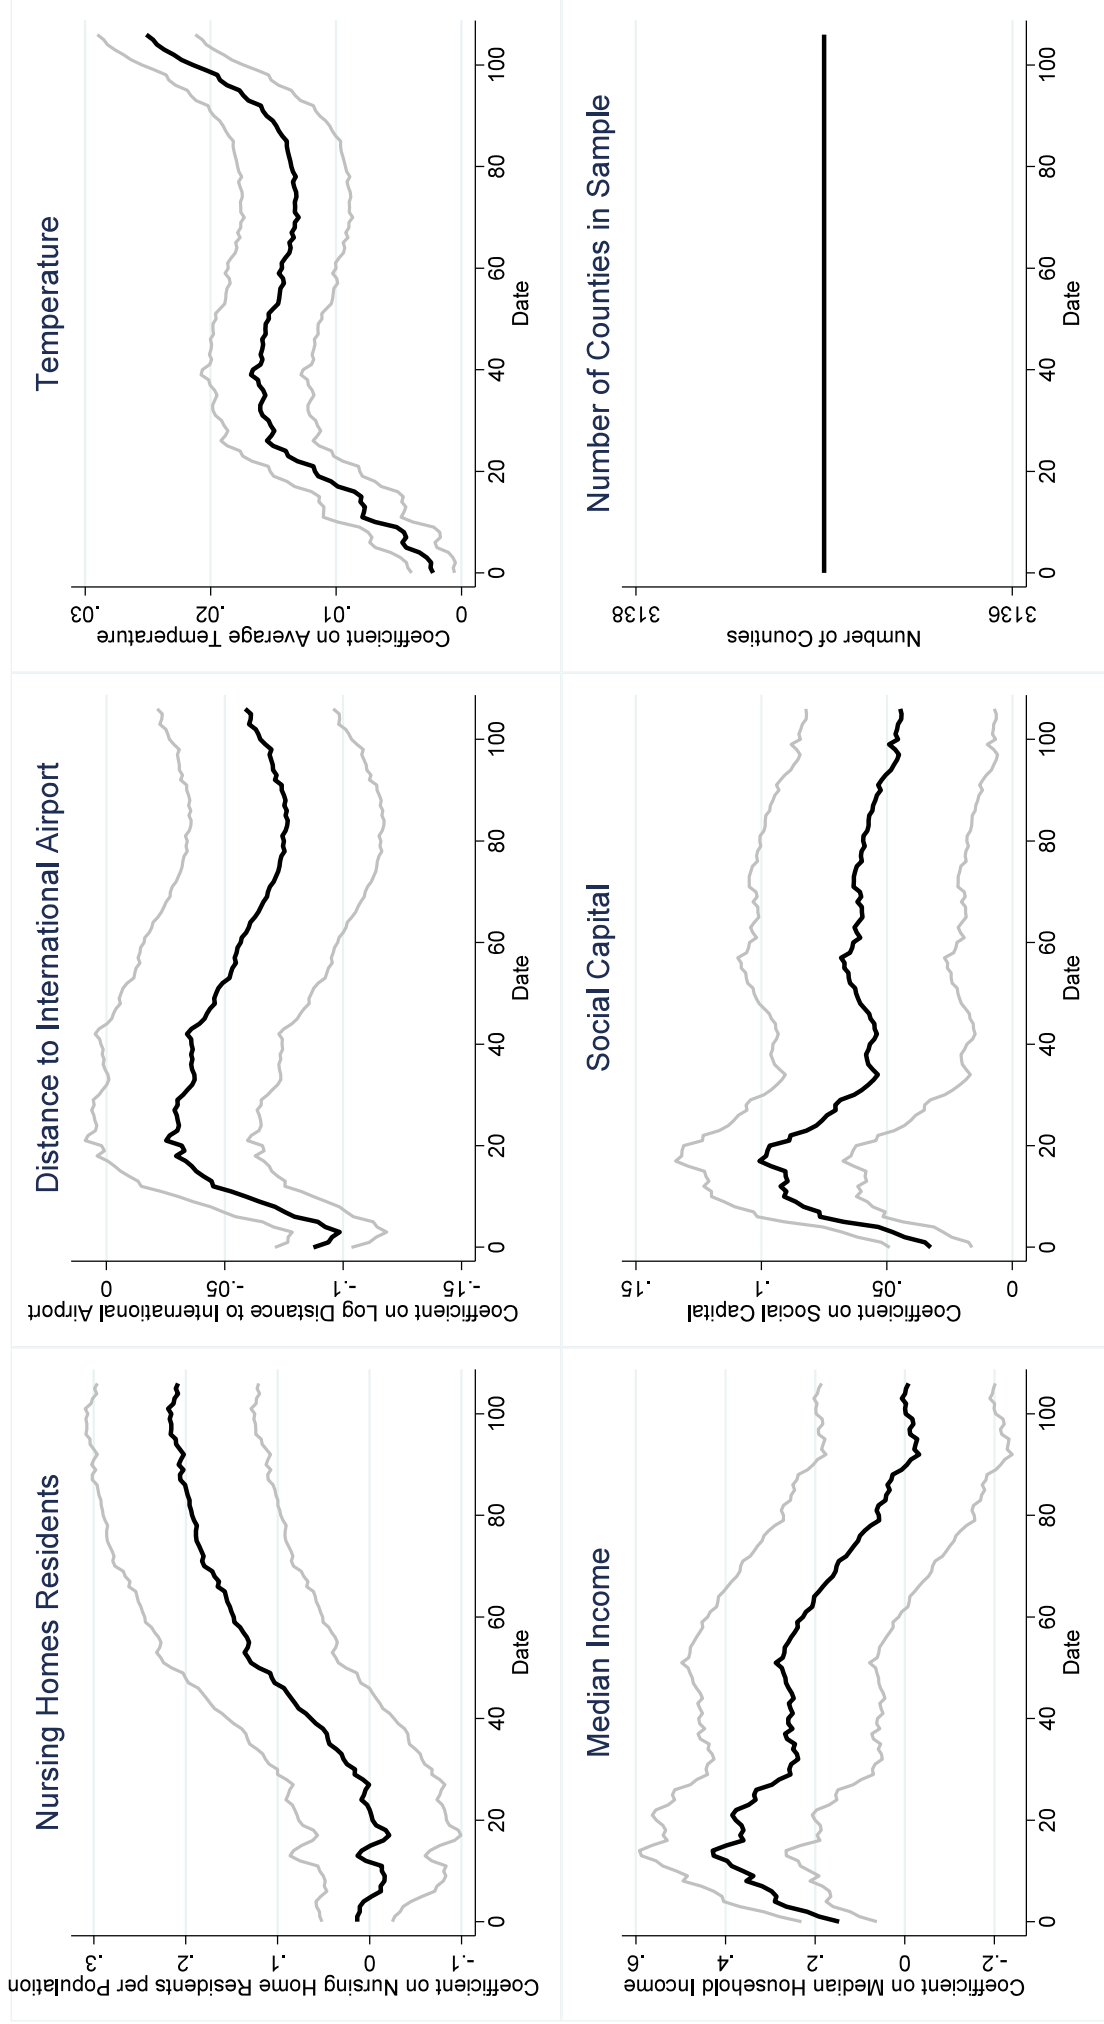 Nursing Homes Residents
Coefficient on Nursing Home Residents per Population
.3
.2
.1
0
-.1
0 20 40 60 80 100
Date
Distance to International Airport
Coefficient on Log Distance to International Airport
0
-.05
-.1
-.15
0 20 40 60 80 100
Date
Temperature
Coefficient on Average Temperature
.03
.02
.01
0
0 20 40 60 80 100
Date
Median Income
Coefficient on Median Household Income
.6
.4
.2
0
-.2
0 20 40 60 80 100
Date
Social Capital
Coefficient on Social Capital
.15
.1
.05
0
0 20 40 60 80 100
Date
Number of Counties in Sample
Number of Counties
3138
3136
0 20 40 60 80 100
Date